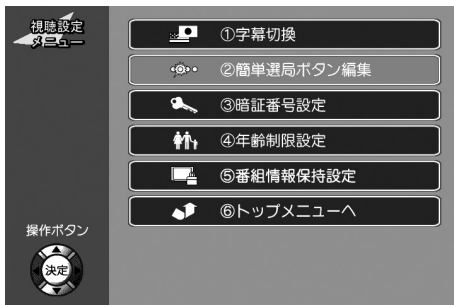 視聴設定
メニュー
①字幕切換
②簡単選局ボタン編集
③暗証番号設定
④年齢制限設定
⑤番組情報保持設定
⑥トップメニューへ
操作ボタン
決定